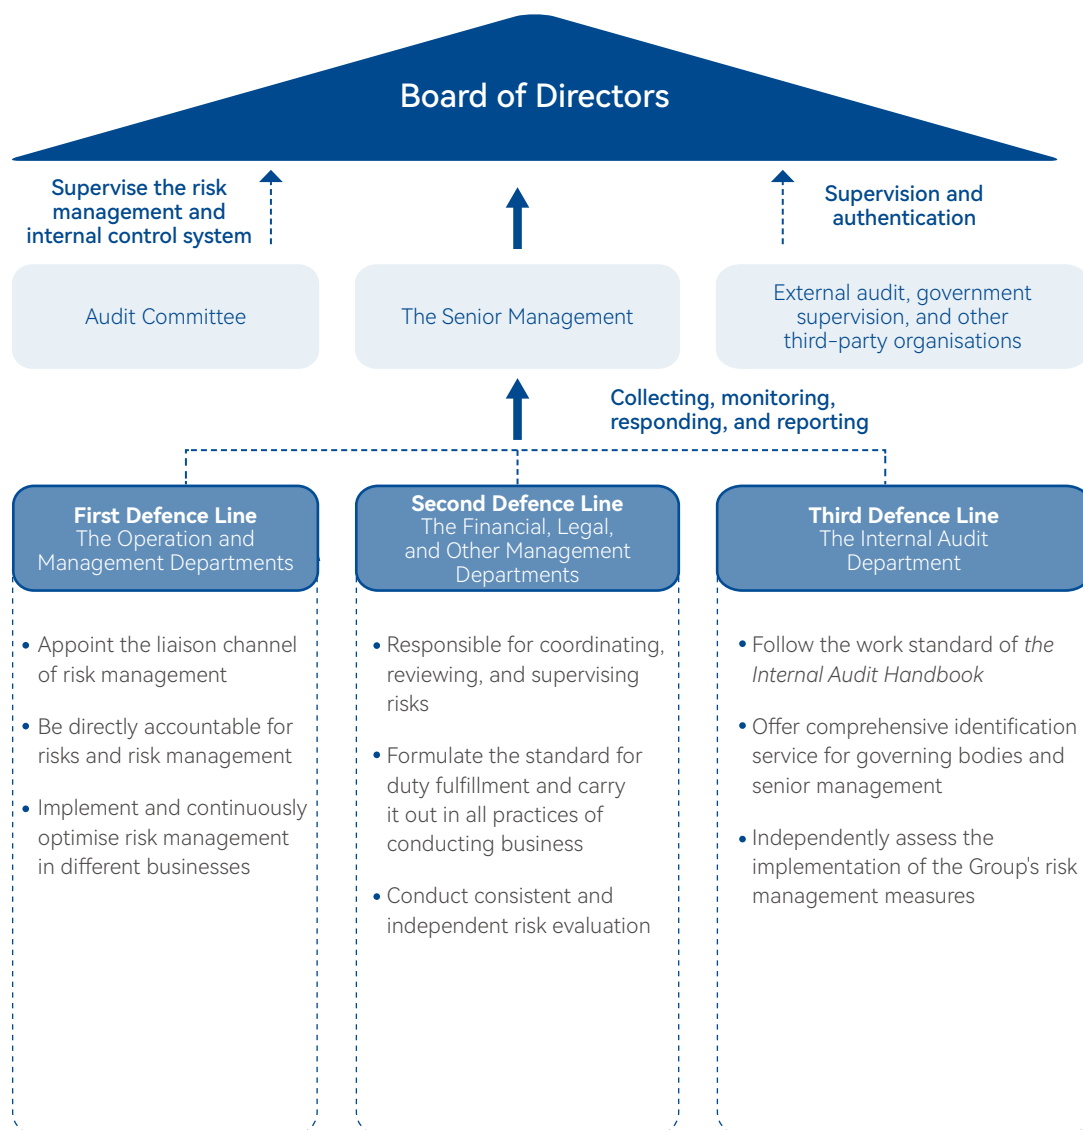 Board of Directors
Supervise the risk
management and
internal control system
Supervision and
authentication
Audit Committee
The Senior Management
External audit, government
supervision, and other
third-party organisations
Collecting, monitoring,
responding, and reporting
First Defence Line
The Operation and
Management Departments
Second Defence Line
The Financial, Legal,
and Other Management
Departments
Third Defence Line
The Internal Audit
Department
• Appoint the liaison channel
of risk management
• Be directly accountable for
risks and risk management
• Implement and continuously
optimise risk management
in different businesses
• Responsible for coordinating,
reviewing, and supervising
risks
• Formulate the standard for
duty fulfillment and carry
it out in all practices of
conducting business
• Conduct consistent and
independent risk evaluation
• Follow the work standard of the
Internal Audit Handbook
• Offer comprehensive identification
service for governing bodies and
senior management
• Independently assess the
implementation of the Group's risk
management measures